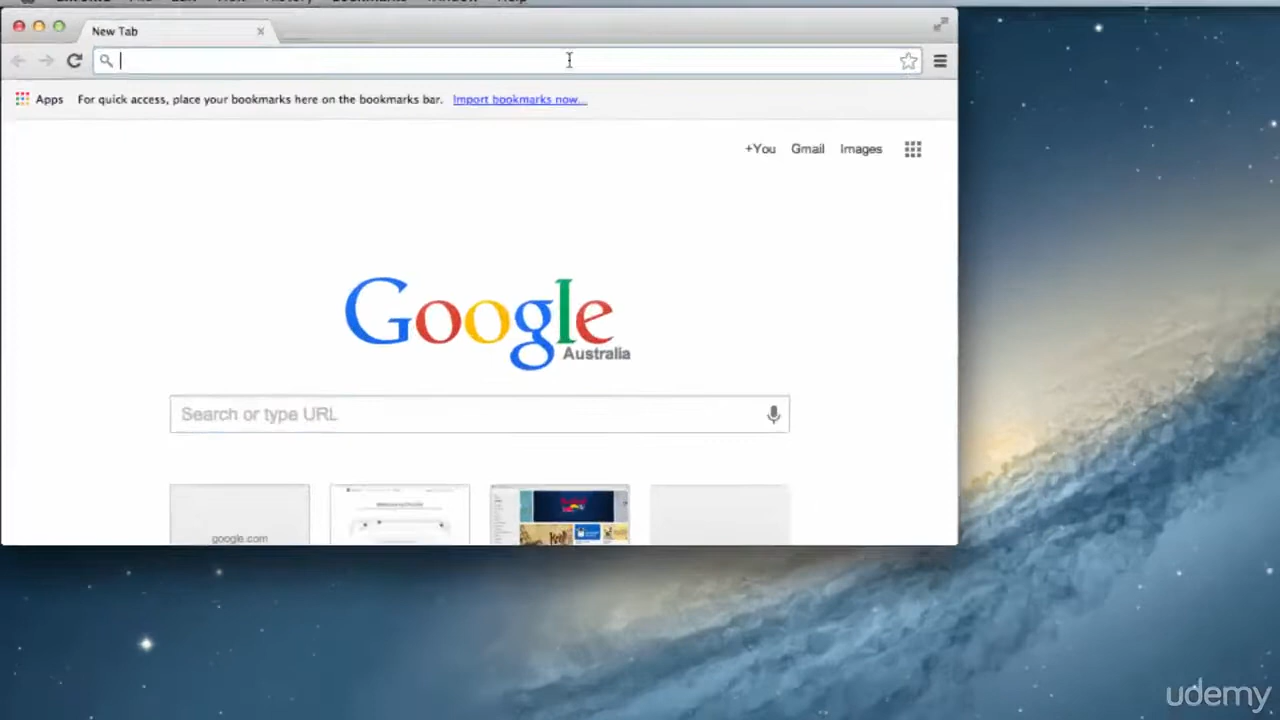 New Tab
Apps For quick access, place your bookmarks here on the bookmarks bar. Import bookmarks now...
+You Gmail Images
Google
Australia
Search or type URL
google.com
udemy